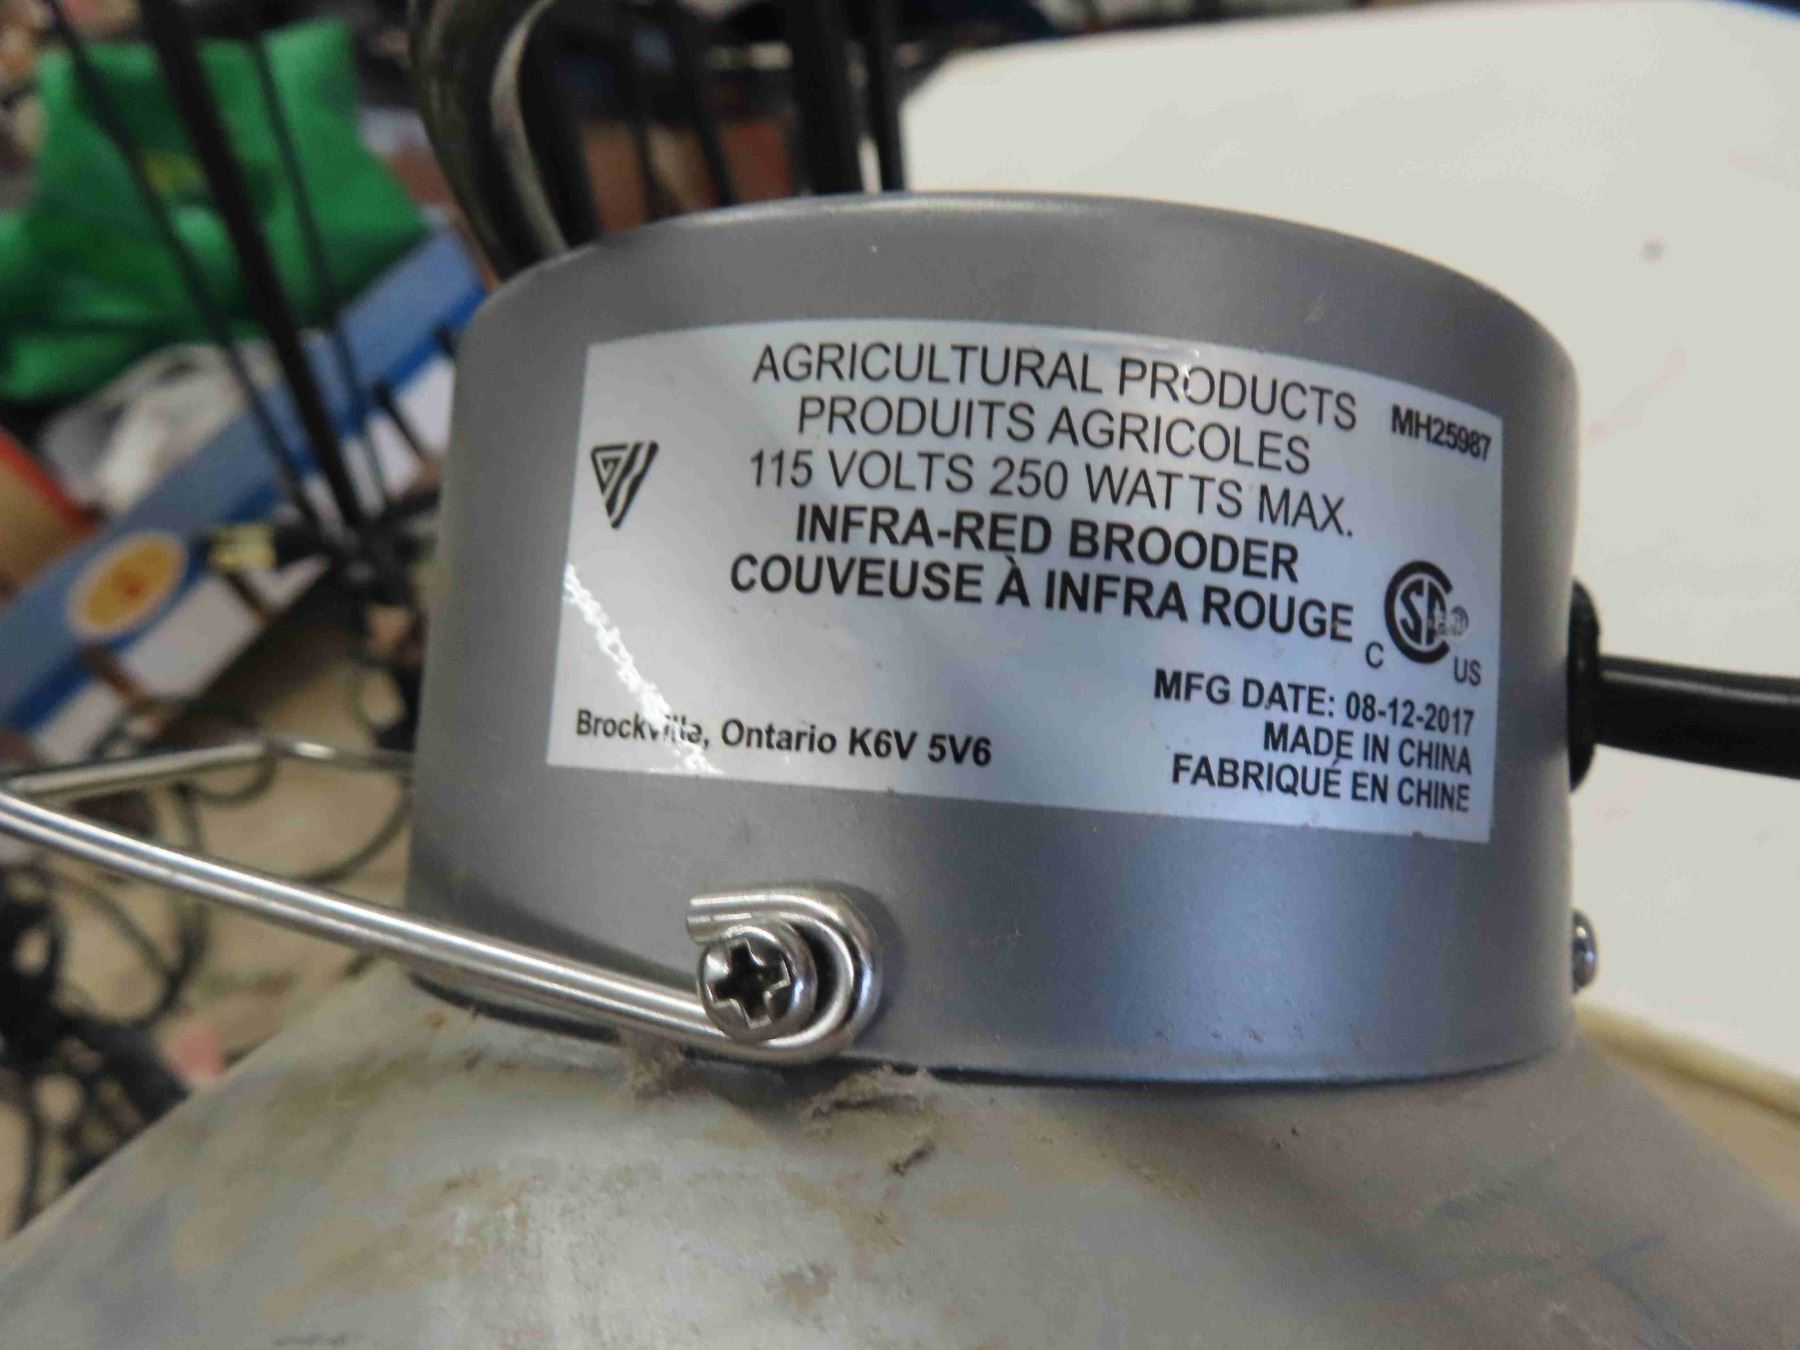 AGRICULTURAL PRODUCTS
MH25987
PRODUITS AGRICOLES
115 VOLTS 250 WATTS MAX.
INFRA-RED BROODER
COUVEUSE À INFRA ROUGE
C US
MFG DATE: 08-12-2017
MADE IN CHINA
FABRIQUÉ EN CHINE
Brockville, Ontario K6V 5V6